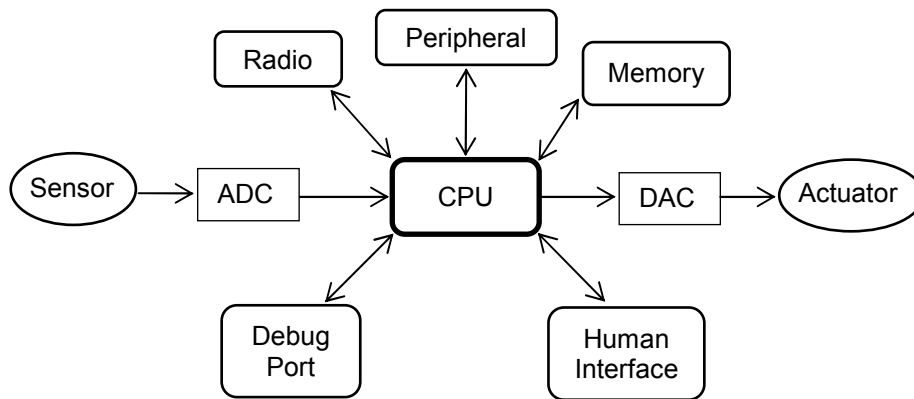 Peripheral
Radio
Memory
Sensor
ADC
CPU
DAC
Actuator
Debug
Port
Human
Interface